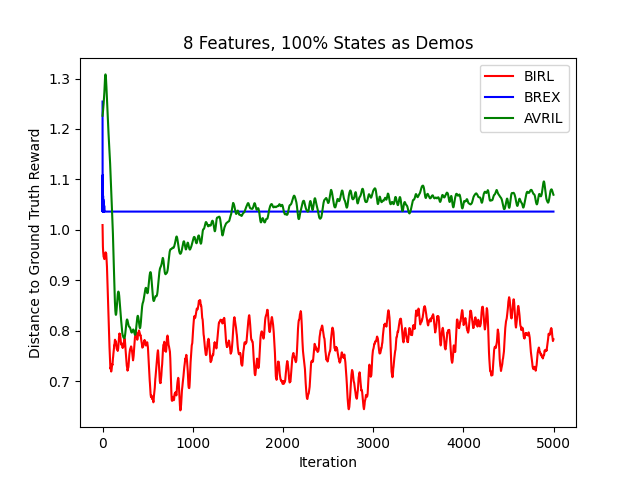 8 Features, 100% States as Demos
Distance to Ground Truth Reward
1.3
1.2
1.1
1.0
0.9
0.8
0.7
BIRL
BREX
AVRIL
0
1000
2000
3000
4000
5000
Iteration